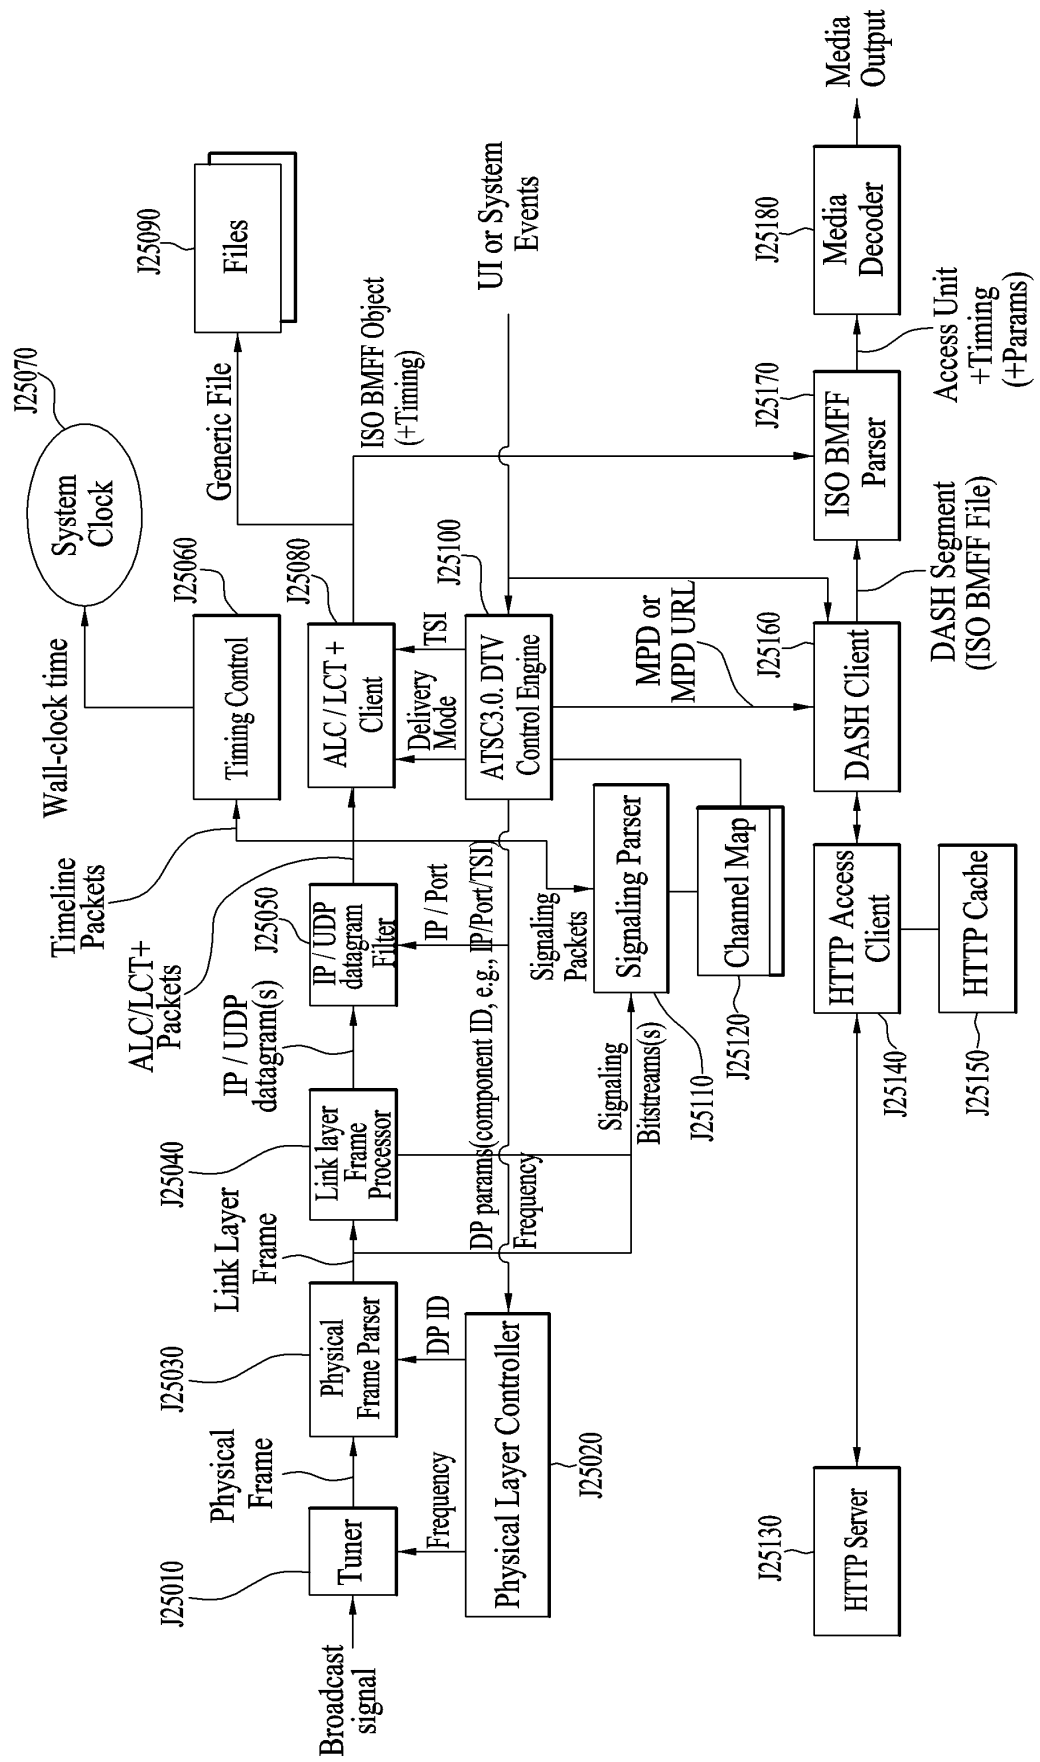 J25070
System
Clock
Wall-clock time
J25060
Timing Control
Timeline
Packets
J25090
Files
Generic File
J25010
Broadcast
signal
Tuner
Physical
Frame
J25030
Physical
Frame Parser
Link Layer
Frame
J25040
Link layer
Frame
Processor
IP / UDP
datagram(s)
J25050
IP / UDP
datagram
Filter
ALC/LCT+
Packets
J25080
ALC / LCT +
Client
ISO BMFF Object
(+Timing)
Frequency
DP ID
IP / Port
Delivery
Mode
TSI
Physical Layer Controller
J25020
DP params(component ID, e.g., IP/Port/TSI)
Frequency
J25100
ATSC3.0. DTV
Control Engine
UI or System
Events
Signaling
Packets
Signaling
Bitstreams(s)
Signaling Parser
J25110
Channel Map
J25120
MPD or
MPD URL
J25130
HTTP Server
HTTP Access
Client
J25140
HTTP Cache
J25150
J25160
DASH Client
DASH Segment
(ISO BMFF File)
J25170
ISO BMFF
Parser
Access Unit
+Timing
(+Params)
J25180
Media
Decoder
Media
Output